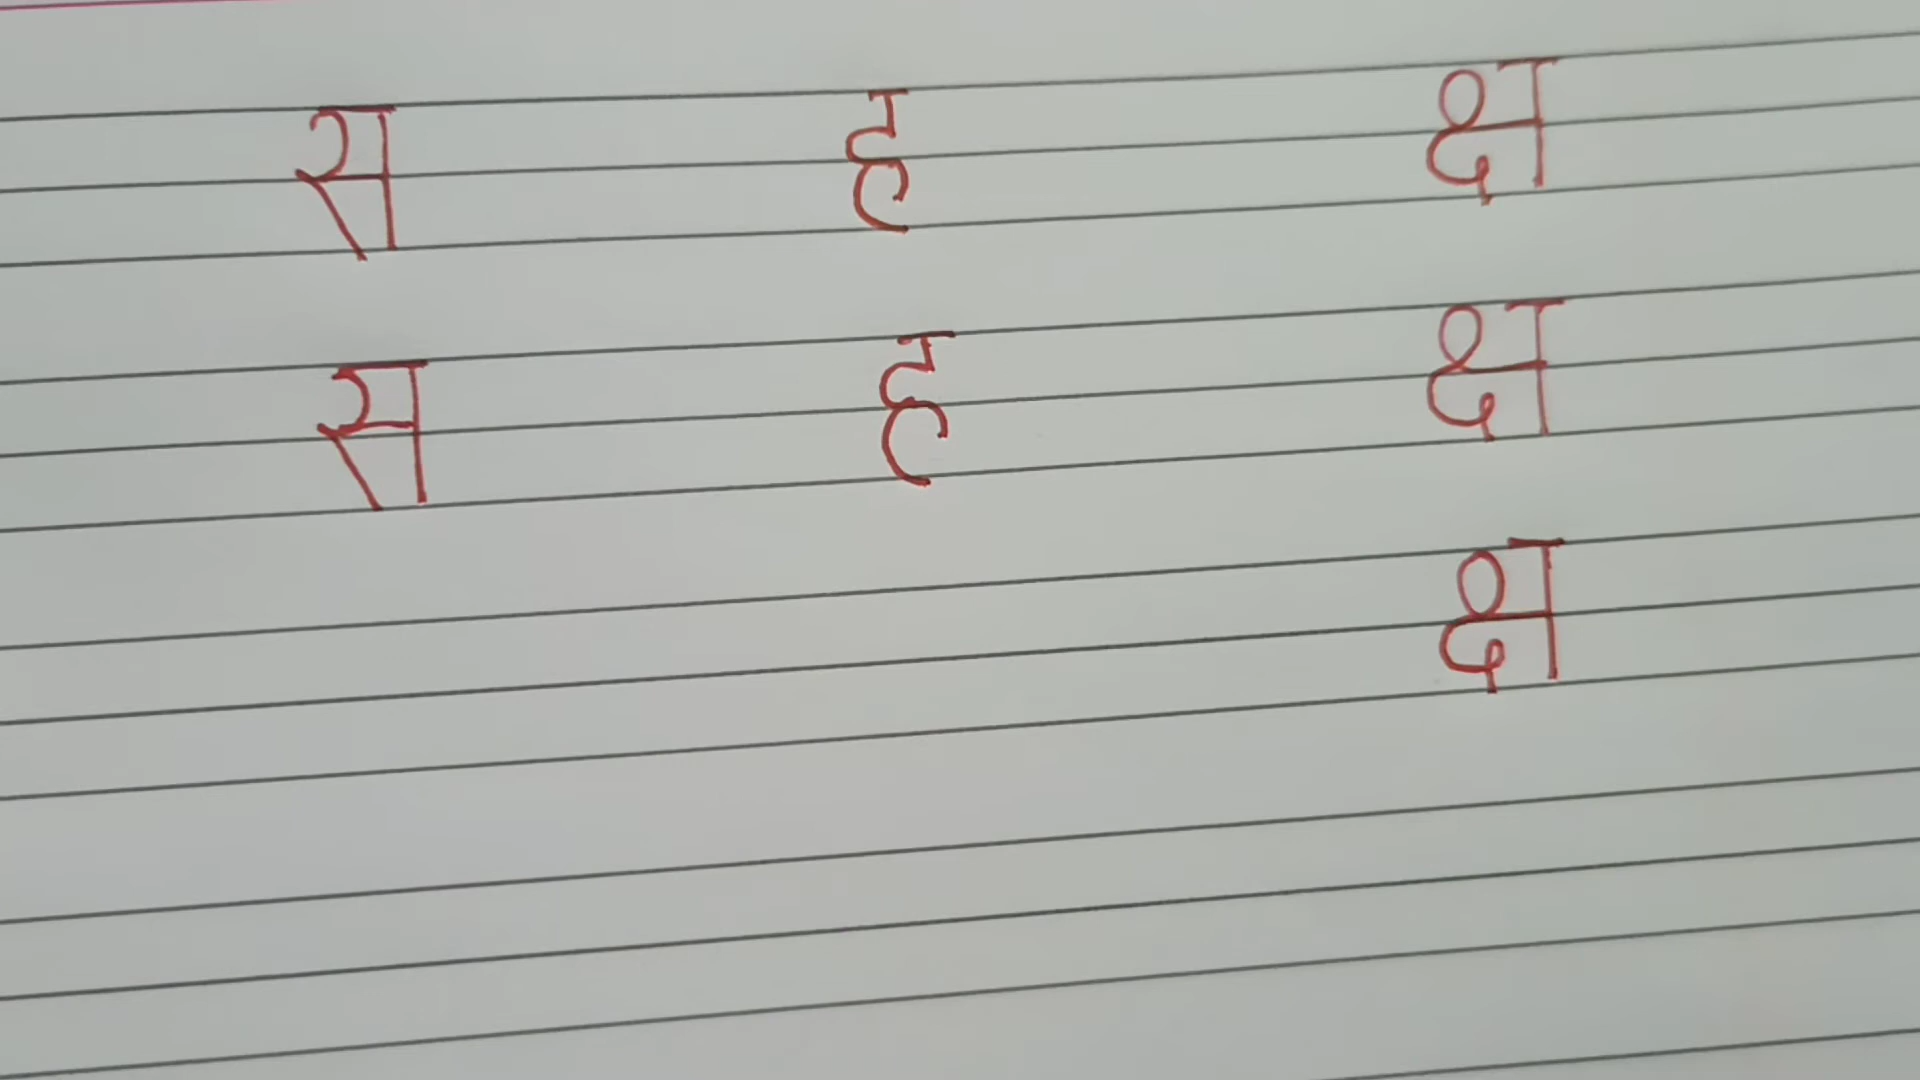 स ह क्ष
स ह क्ष
क्ष